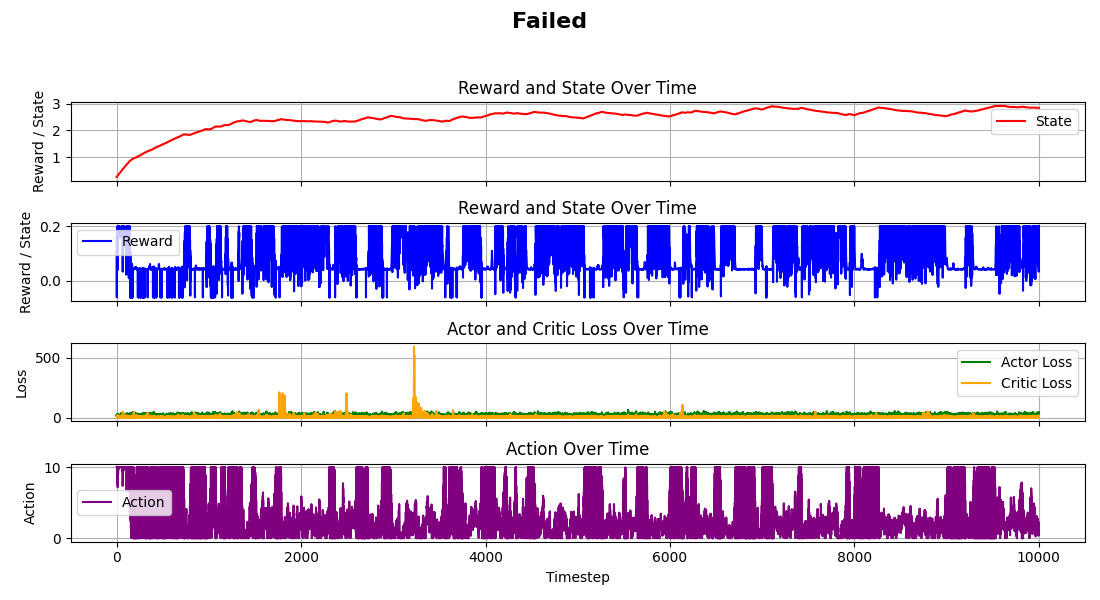 Failed
Reward and State Over Time
Reward / State
3
2
1
State
Reward and State Over Time
Reward / State
0.2
0.0
Reward
Actor and Critic Loss Over Time
Loss
500
0
Actor Loss
Critic Loss
Action Over Time
Action
10
0
Action
0
2000
4000
6000
8000
10000
Timestep